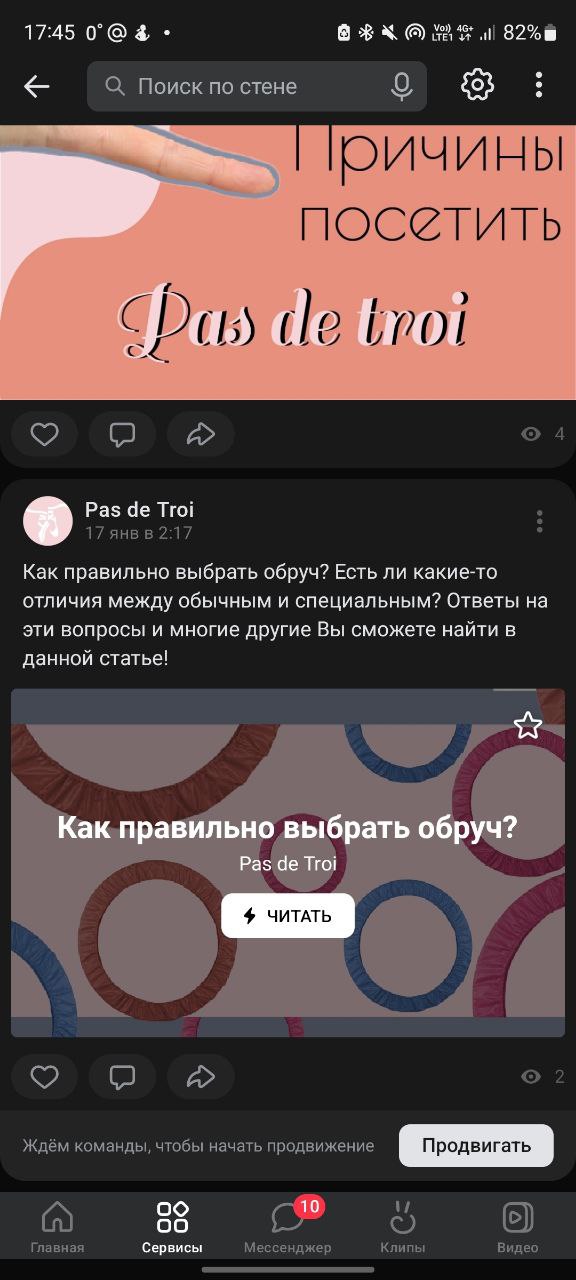 17:45 0° @
Vo)) LTE1 4G+ 82%
Поиск по стене
Причины
посетить
Pas de troi
4
Pas de Troi
17 янв в 2:17
Как правильно выбрать обруч? Есть ли какие-то
отличия между обычным и специальным? Ответы на
эти вопросы и многие другие Вы сможете найти в
данной статье!
Как правильно выбрать обруч?
Pas de Troi
ЧИТАТЬ
2
Ждём команды, чтобы начать продвижение
Продвигать
10
Главная
Сервисы
Мессенджер
Клипы
Видео